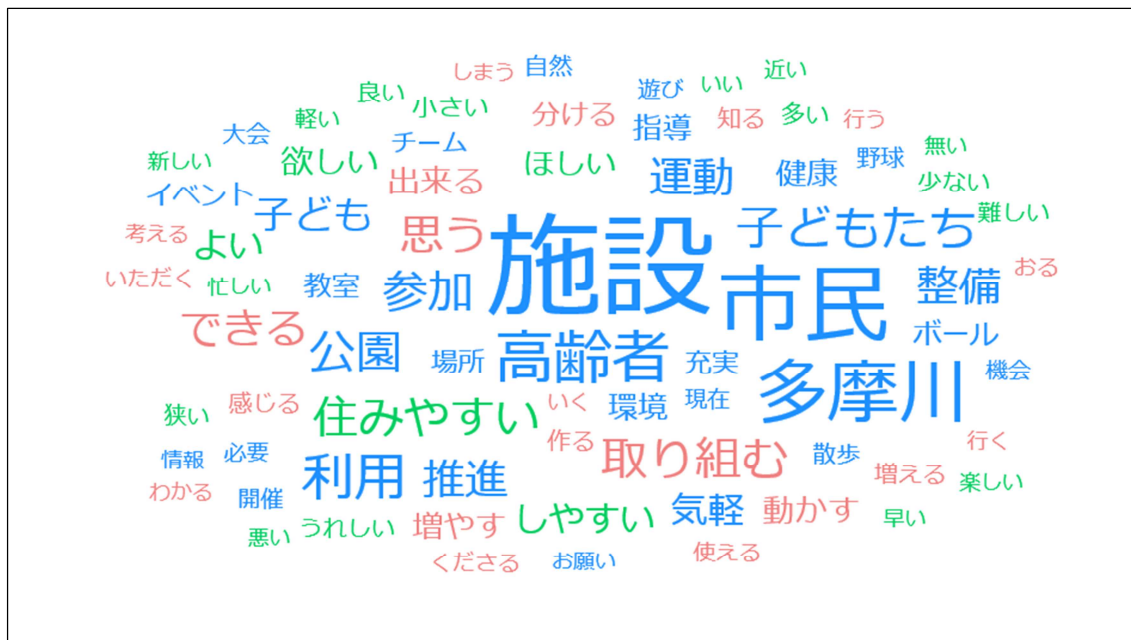 しまう
自然
近い
良い
小さい
遊び
いい
軽い
分ける
指導
知る
多い
行う
大会
チーム
無い
新しい
欲しい
ほしい
運動
健康
野球
少ない
イベント
子ども
出来る
難しい
考える
よい
思う
施設
子どもたち
いただく
忙しい
教室
参加
市民
整備
おる
できる
公園
場所
高齢者
充実
ボール
機会
狭い
感じる
住みやすい
いく
環境
現在
多摩川
情報
必要
作る
取り組む
散歩
行く
わかる
開催
利用
推進
増える
楽しい
悪い
うれしい
増やす
しやすい
気軽
動かす
早い
くださる
お願い
使える